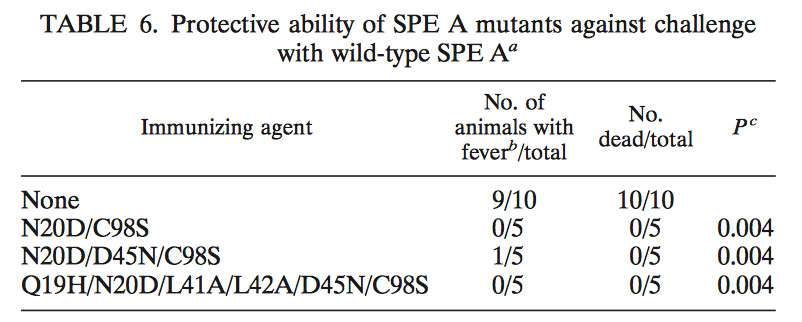 TABLE 6. Protective ability of SPE A mutants against challenge
with wild-type SPE Aᵃ
Immunizing agent
No. of
animals with
feverᵇ/total
No.
dead/total
Pᶜ
None 9/10 10/10
N20D/C98S 0/5 0/5 0.004
N20D/D45N/C98S 1/5 0/5 0.004
Q19H/N20D/L41A/L42A/D45N/C98S 0/5 0/5 0.004